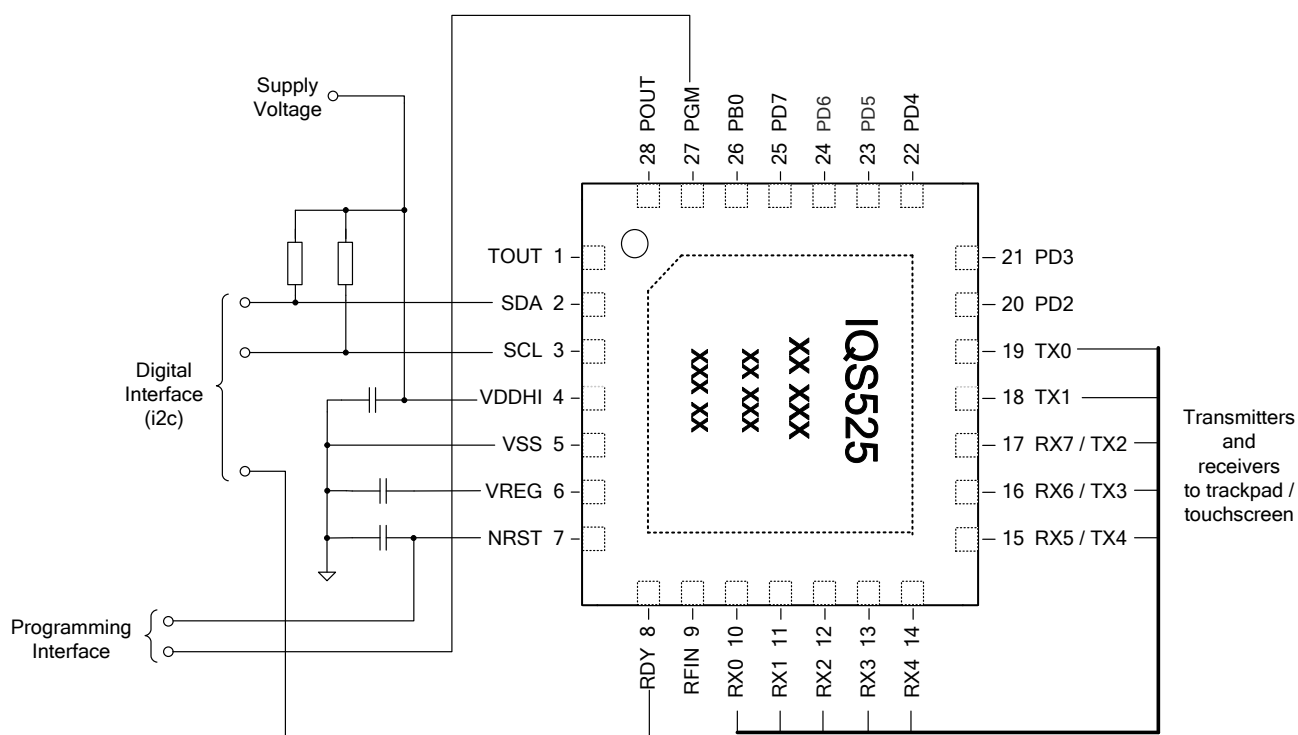 Supply
Voltage
28 POUT
27 PGM
26 PB0
25 PD7
24 PD6
23 PD5
22 PD4
TOUT 1
SDA 2
SCL 3
VDDHI 4
VSS 5
VREG 6
NRST 7
Digital
Interface
(i2c)
Programming
Interface
IQS525
xx xxx xx
xxx xx
xx xxx
21 PD3
20 PD2
19 TX0
18 TX1
17 RX7 / TX2
16 RX6 / TX3
15 RX5 / TX4
Transmitters
and
receivers
to trackpad /
touchscreen
RDY 8
RFIN 9
RX0 10
RX1 11
RX2 12
RX3 13
RX4 14